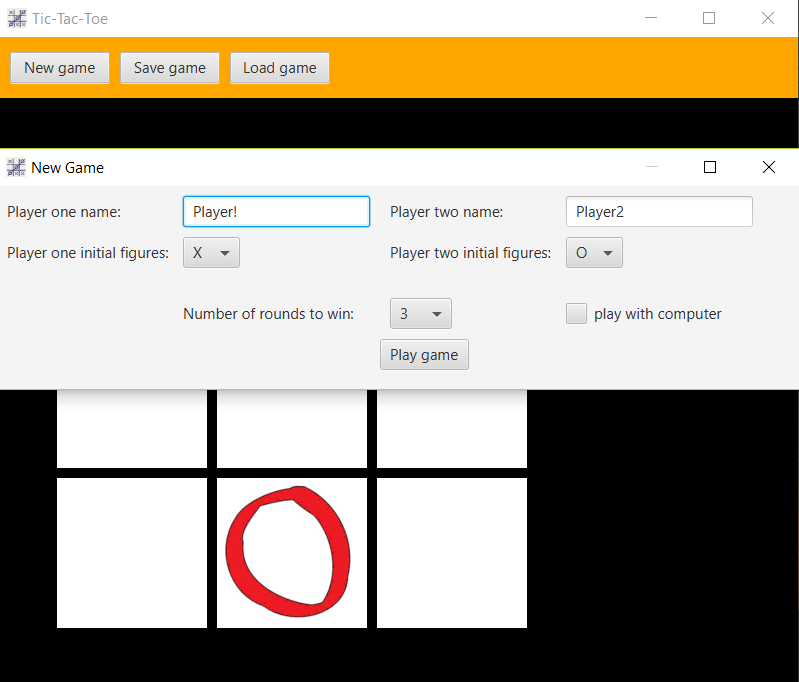 Tic-Tac-Toe
New game Save game Load game
New Game
Player one name: Player! Player two name: Player2
Player one initial figures: X Player two initial figures: O
Number of rounds to win: 3 play with computer
Play game